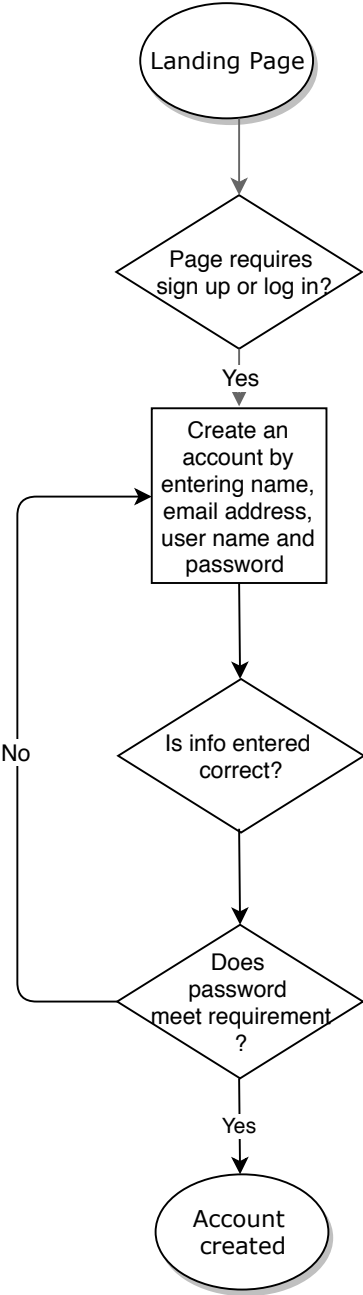 Landing Page
Page requires
sign up or log in?
Yes
Create an
account by
entering name,
email address,
user name and
password
Is info entered
correct?
No
Does
password
meet requirement
?
Yes
Account
created